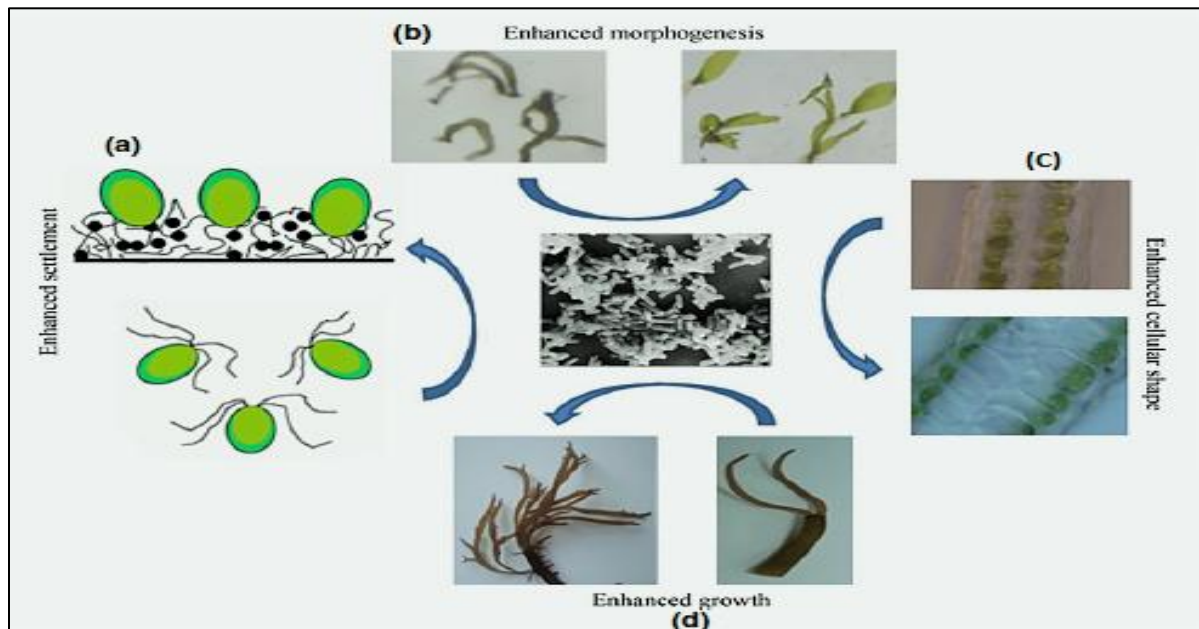 (b)
Enhanced morphogenesis
(a)
Enhanced settlement
(C)
Enhanced cellular shape
Enhanced growth
(d)